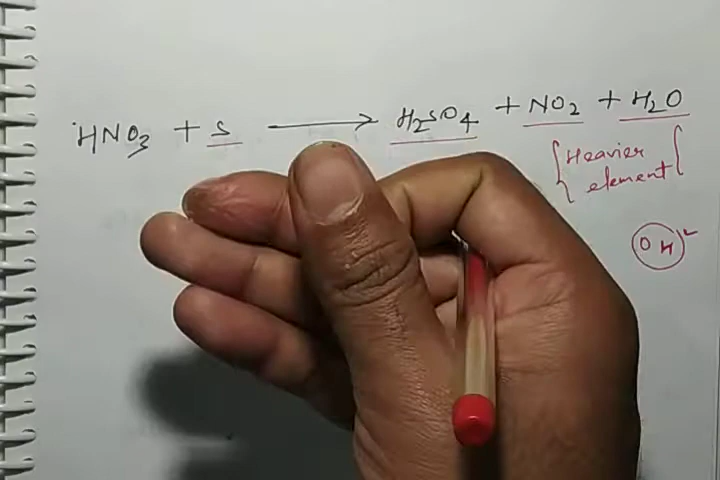 HNO₃ + S ⟶ H₂SO₄ + NO₂ + H₂O
{Heavier
element}
OH